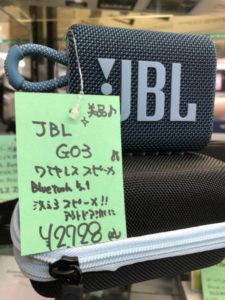 JBL
美品♪
JBL
GO3
ワイヤレススピーカー
Bluetooth 5.1
洗えるスピーカー!!
アウトドアに
¥2,728